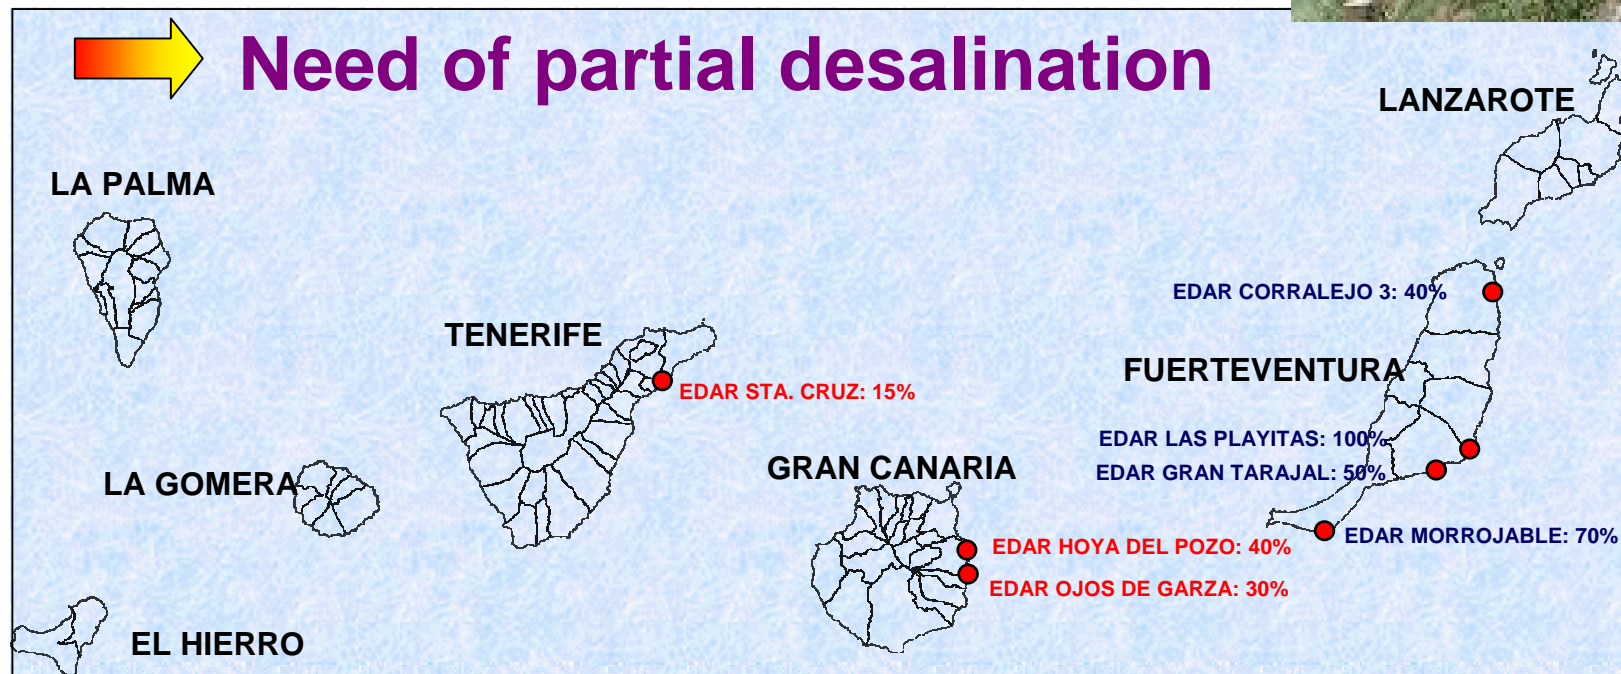 Need of partial desalination
LANZAROTE
LA PALMA
EDAR CORRALEJO 3: 40%
TENERIFE
FUERTEVENTURA
EDAR STA. CRUZ: 15%
EDAR LAS PLAYITAS: 100%
GRAN CANARIA
EDAR GRAN TARAJAL: 50%
LA GOMERA
EDAR MORROJABLE: 70%
EDAR HOYA DEL POZO: 40%
EDAR OJOS DE GARZA: 30%
EL HIERRO